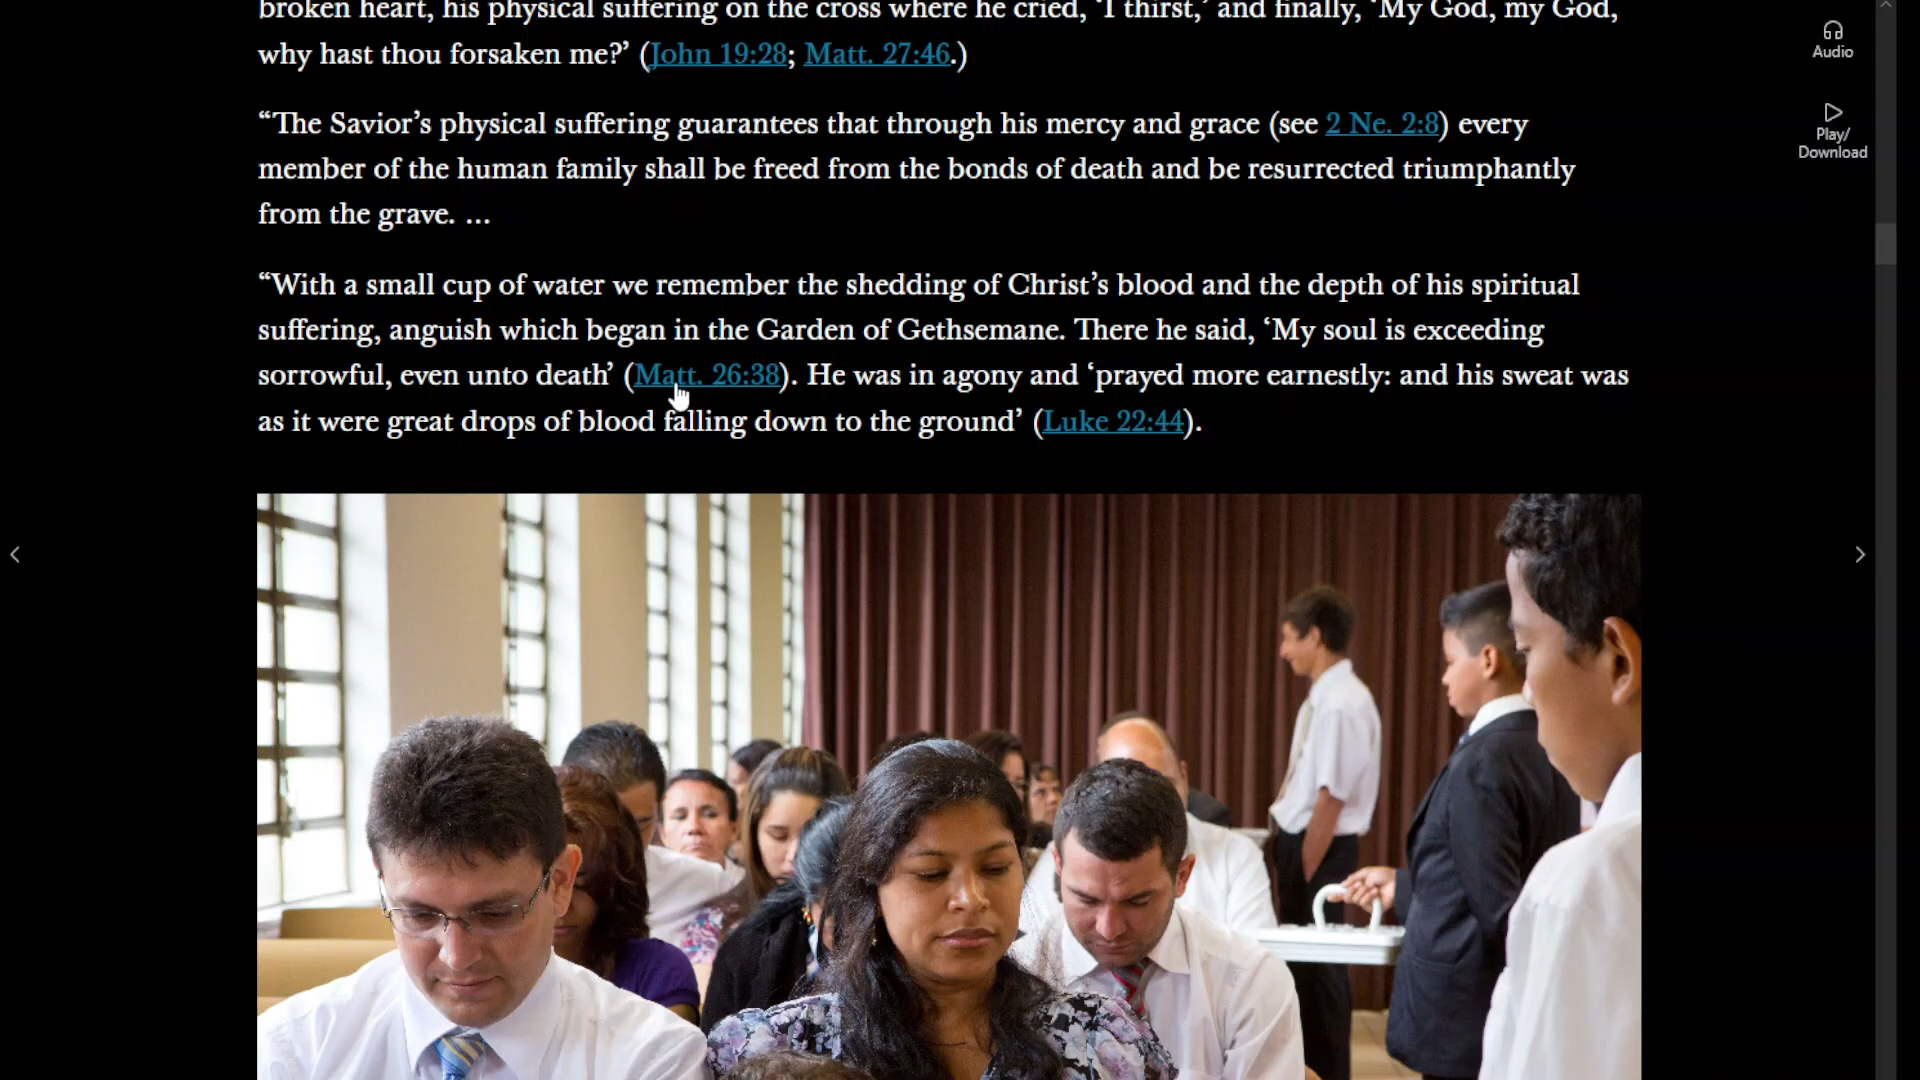 broken heart, his physical suffering on the cross where he cried, ‘I thirst,’ and finally, ‘My God, my God,
why hast thou forsaken me?’ (John 19:28; Matt. 27:46.)
“The Savior’s physical suffering guarantees that through his mercy and grace (see 2 Ne. 2:8) every
member of the human family shall be freed from the bonds of death and be resurrected triumphantly
from the grave. …
“With a small cup of water we remember the shedding of Christ’s blood and the depth of his spiritual
suffering, anguish which began in the Garden of Gethsemane. There he said, ‘My soul is exceeding
sorrowful, even unto death’ (Matt. 26:38). He was in agony and ‘prayed more earnestly: and his sweat was
as it were great drops of blood falling down to the ground’ (Luke 22:44).
Audio
Play/
Download